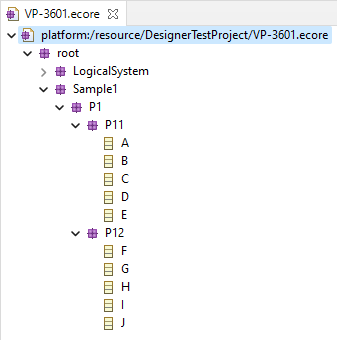 VP-3601.ecore
platform:/resource/DesignerTestProject/VP-3601.ecore
root
LogicalSystem
Sample1
P1
P11
A
B
C
D
E
P12
F
G
H
I
J